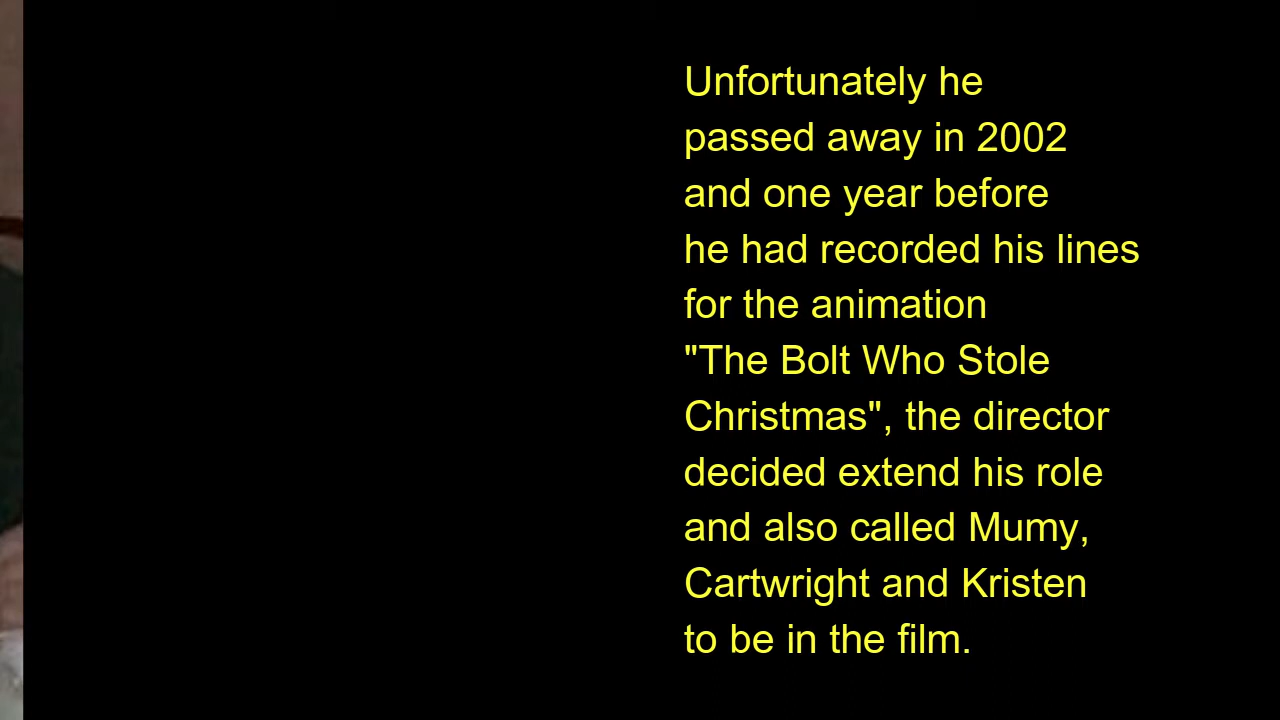 Unfortunately he
passed away in 2002
and one year before
he had recorded his lines
for the animation
"The Bolt Who Stole
Christmas", the director
decided extend his role
and also called Mumy,
Cartwright and Kristen
to be in the film.